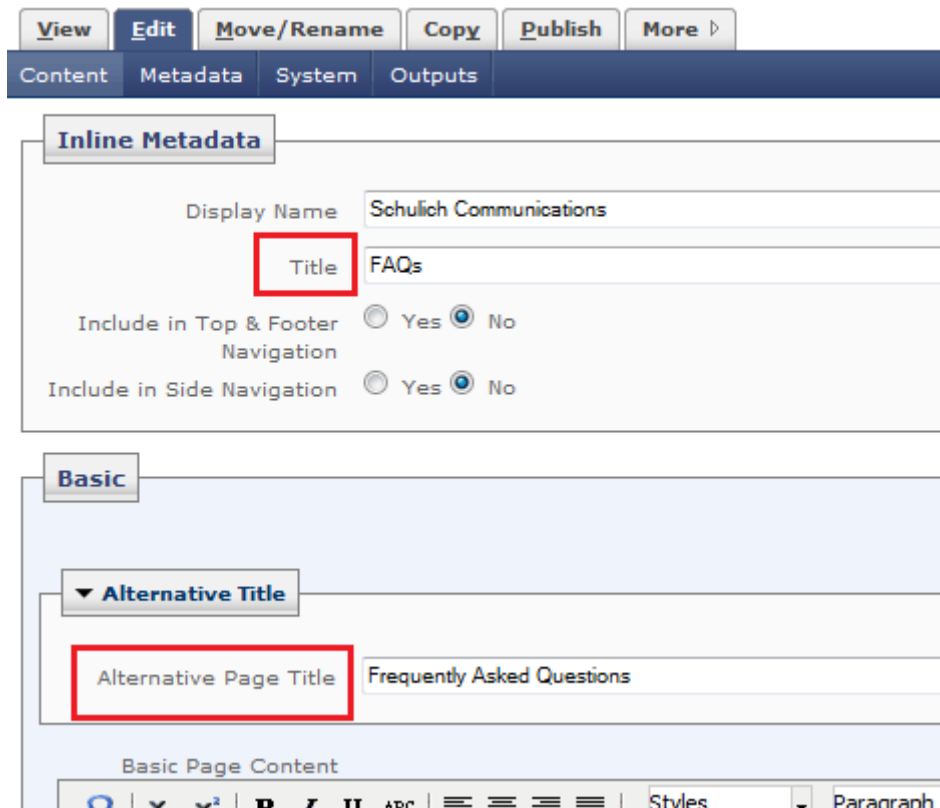 View Edit Move/Rename Copy Publish More
Content Metadata System Outputs
Inline Metadata
Display Name Schulich Communications
Title FAQs
Include in Top & Footer Yes No
Navigation
Include in Side Navigation Yes No
Basic
Alternative Title
Alternative Page Title Frequently Asked Questions
Basic Page Content
x x² B I U ABC Styles Paragraph